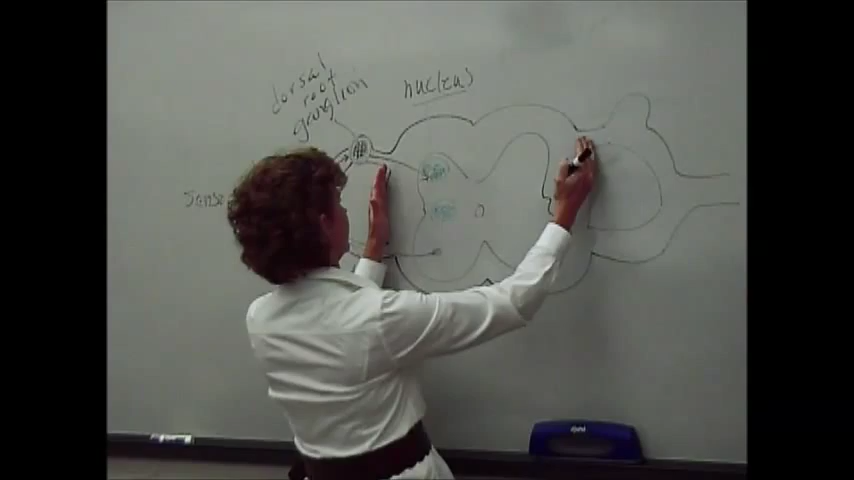 dorsal
root
ganglion
nucleus
sense